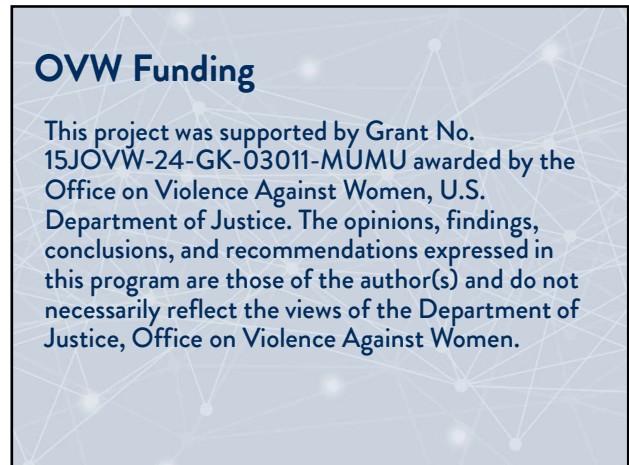 OVW Funding
This project was supported by Grant No.
15JOVW-24-GK-03011-MUMU awarded by the
Office on Violence Against Women, U.S.
Department of Justice. The opinions, findings,
conclusions, and recommendations expressed in
this program are those of the author(s) and do not
necessarily reflect the views of the Department of
Justice, Office on Violence Against Women.